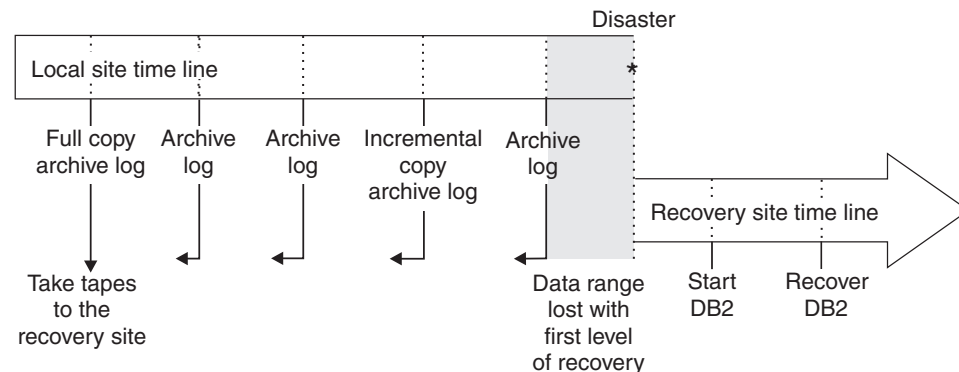 Disaster
Local site time line
*
Full copy
archive log
Archive
log
Archive
log
Incremental
copy
archive log
Archive
log
Recovery site time line
Take tapes
to the
recovery site
Data range
lost with
first level
of recovery
Start
DB2
Recover
DB2